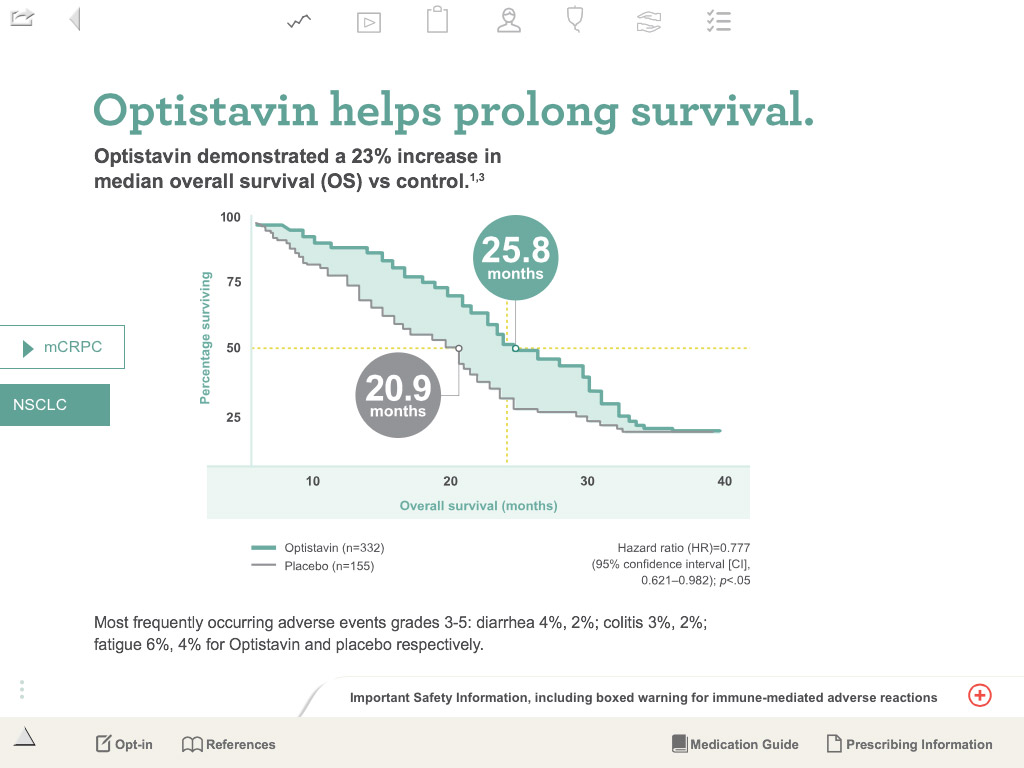 Optistavin helps prolong survival.
Optistavin demonstrated a 23% increase in
median overall survival (OS) vs control.1,3
100
75
50
25
Percentage surviving
25.8
months
20.9
months
mCRPC
NSCLC
10 20 30 40
Overall survival (months)
Optistavin (n=332)
Placebo (n=155)
Hazard ratio (HR)=0.777
(95% confidence interval [CI],
0.621–0.982); p<.05
Most frequently occurring adverse events grades 3-5: diarrhea 4%, 2%; colitis 3%, 2%;
fatigue 6%, 4% for Optistavin and placebo respectively.
Important Safety Information, including boxed warning for immune-mediated adverse reactions
Opt-in References Medication Guide Prescribing Information